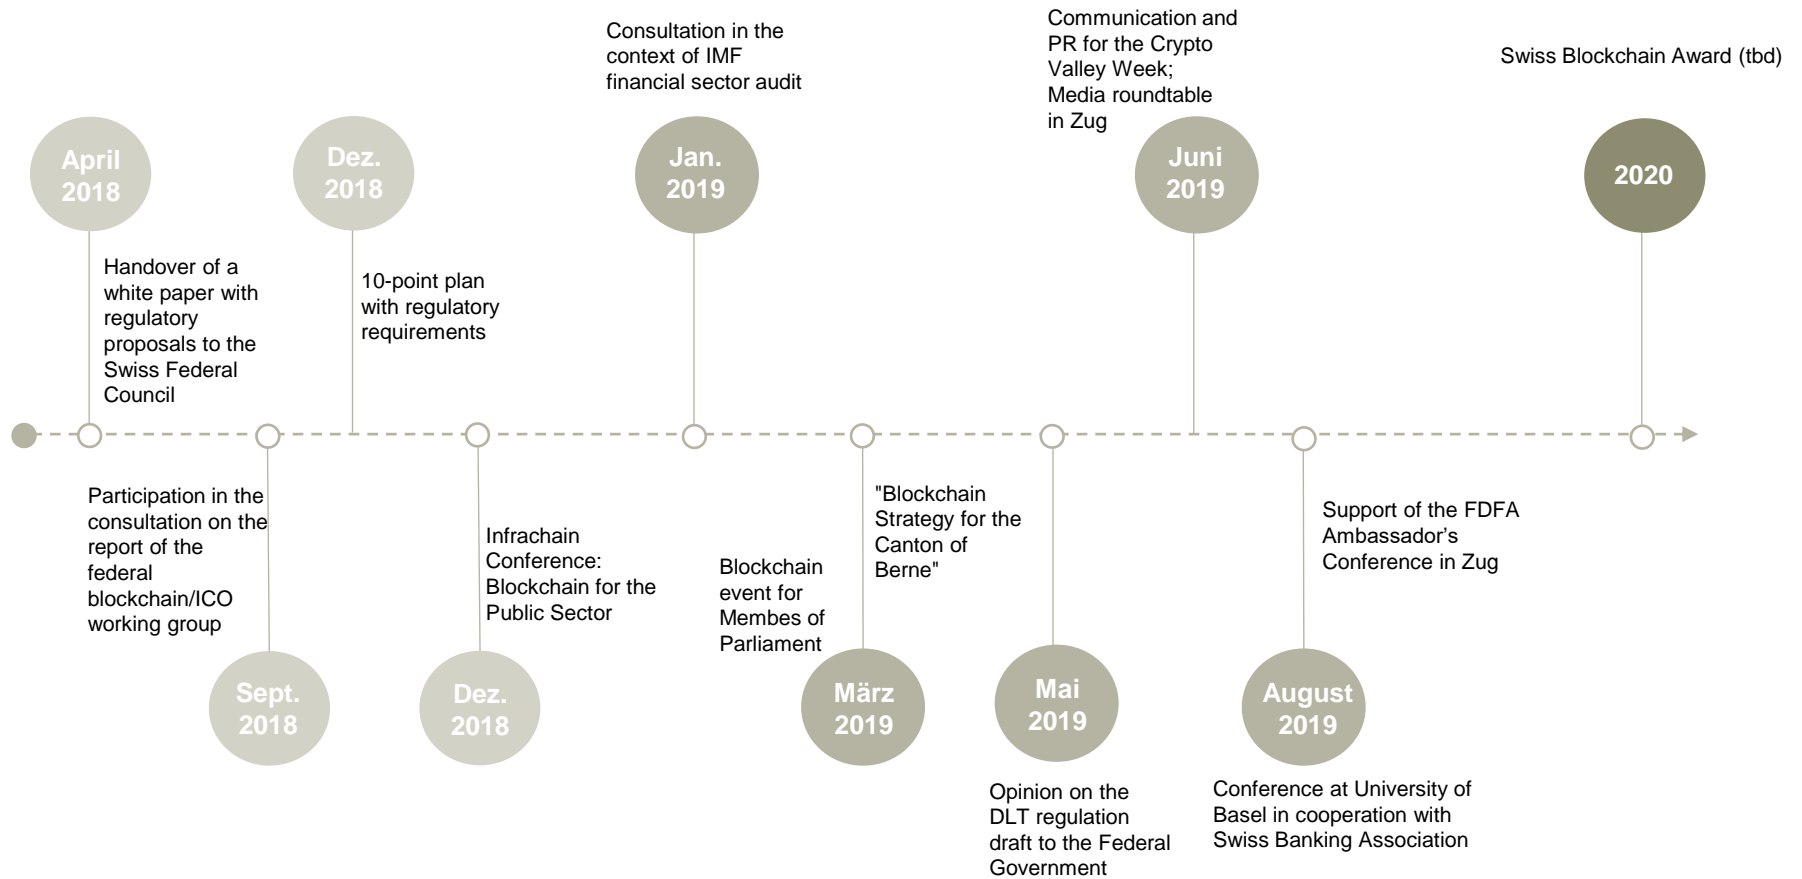 Consultation in the
context of IMF
financial sector audit
Communication and
PR for the Crypto
Valley Week;
Media roundtable
in Zug
Swiss Blockchain Award (tbd)
April
2018
Dez.
2018
Jan.
2019
Juni
2019
2020
Handover of a
white paper with
regulatory
proposals to the
Swiss Federal
Council
10-point plan
with regulatory
requirements
Participation in the
consultation on the
report of the
federal
blockchain/ICO
working group
Infrachain
Conference:
Blockchain for the
Public Sector
Blockchain
event for
Membes of
Parliament
"Blockchain
Strategy for the
Canton of
Berne"
Support of the FDFA
Ambassador’s
Conference in Zug
Sept.
2018
Dez.
2018
März
2019
Mai
2019
August
2019
Opinion on the
DLT regulation
draft to the Federal
Government
Conference at University of
Basel in cooperation with
Swiss Banking Association